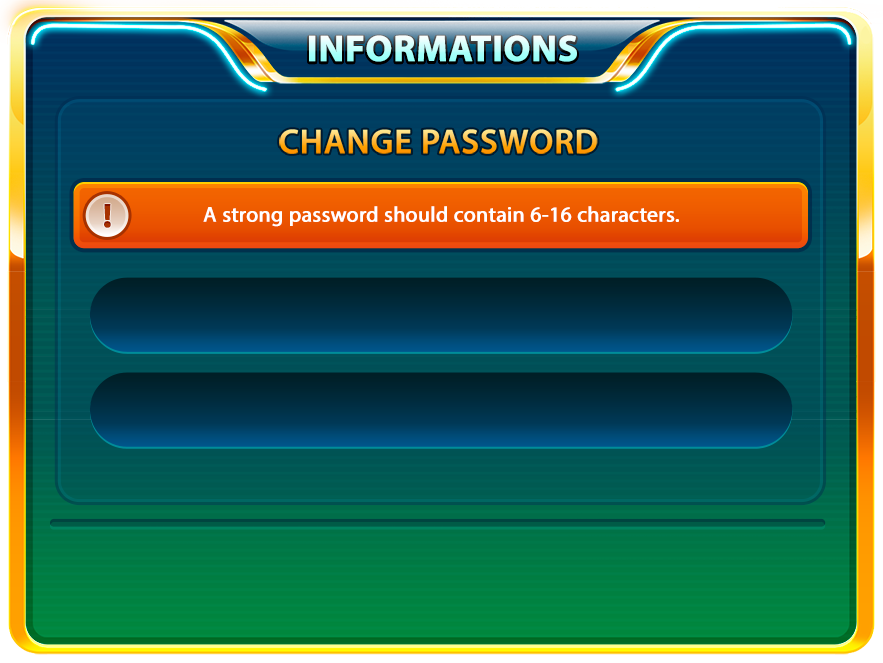 INFORMATIONS
CHANGE PASSWORD
! A strong password should contain 6-16 characters.